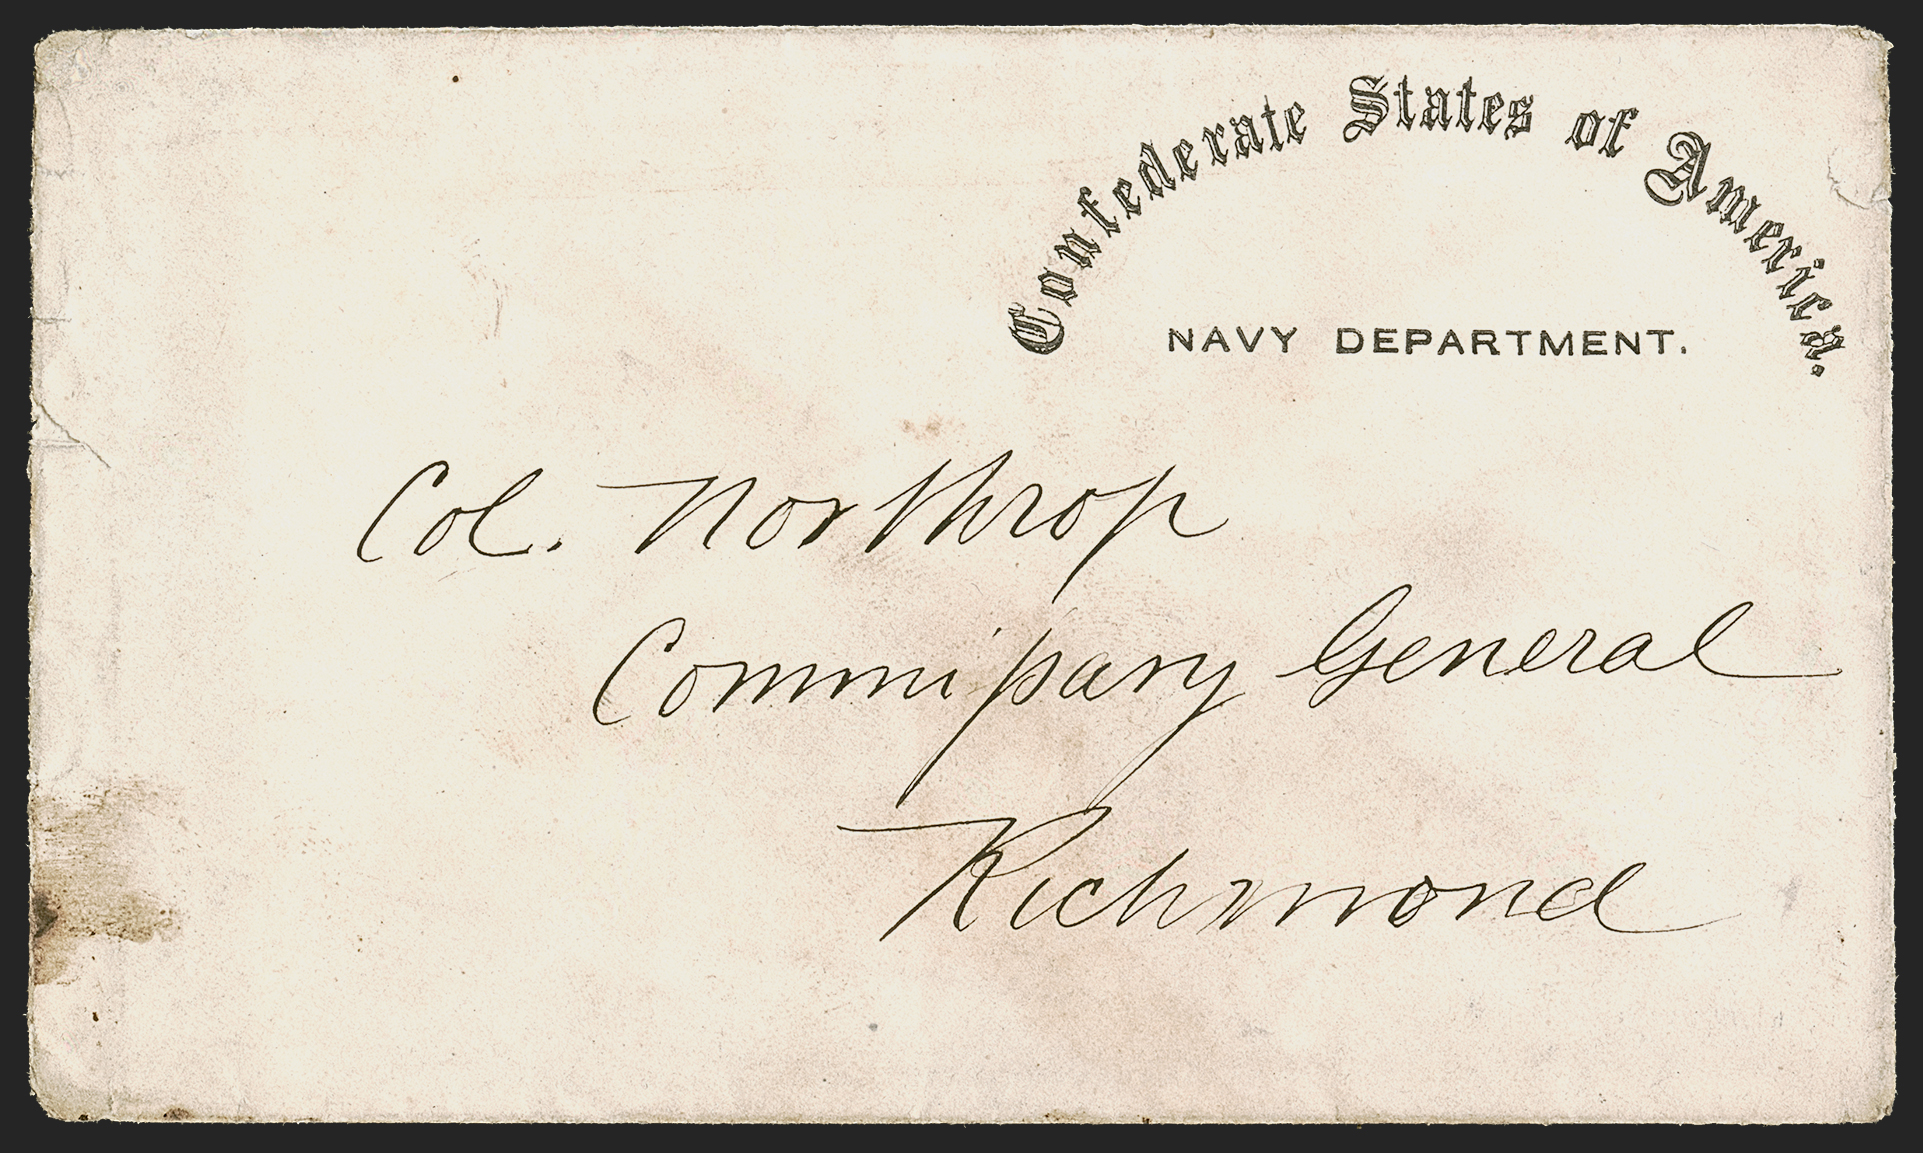 Confederate States of America.
NAVY DEPARTMENT.
Col. Northrop
Commissary General
Richmond